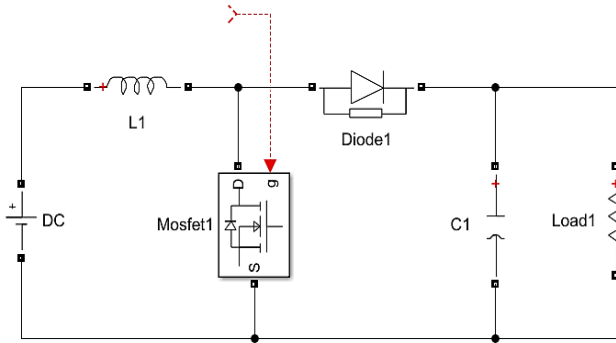 L1
Diode1
D
g
+
DC
Mosfet1
C1
Load1
S